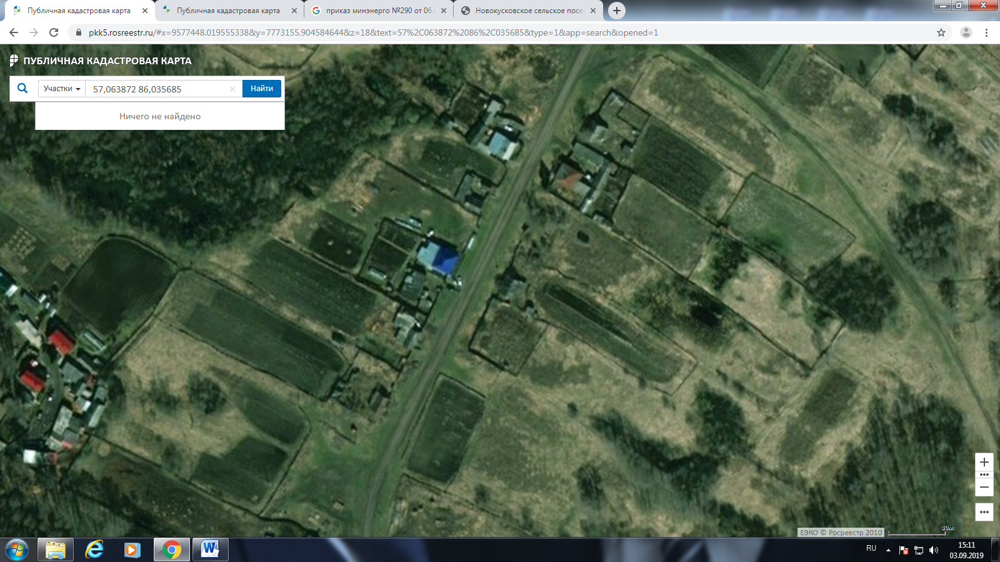 Публичная кадастровая карта
Публичная кадастровая карта
приказ минэнерго №290 от 06.
Новокусковское сельское посе
pkk5.rosreestr.ru/#x=9577448.019555338&y=7773155.904584644&z=18&text=57%2C063872%2086%2C035685&type=1&app=search&opened=1
ПУБЛИЧНАЯ КАДАСТРОВАЯ КАРТА
Участки
57,063872 86,035685
Найти
Ничего не найдено
ЕЭКО © Росреестр 2010
30м
RU
15:11
03.09.2019